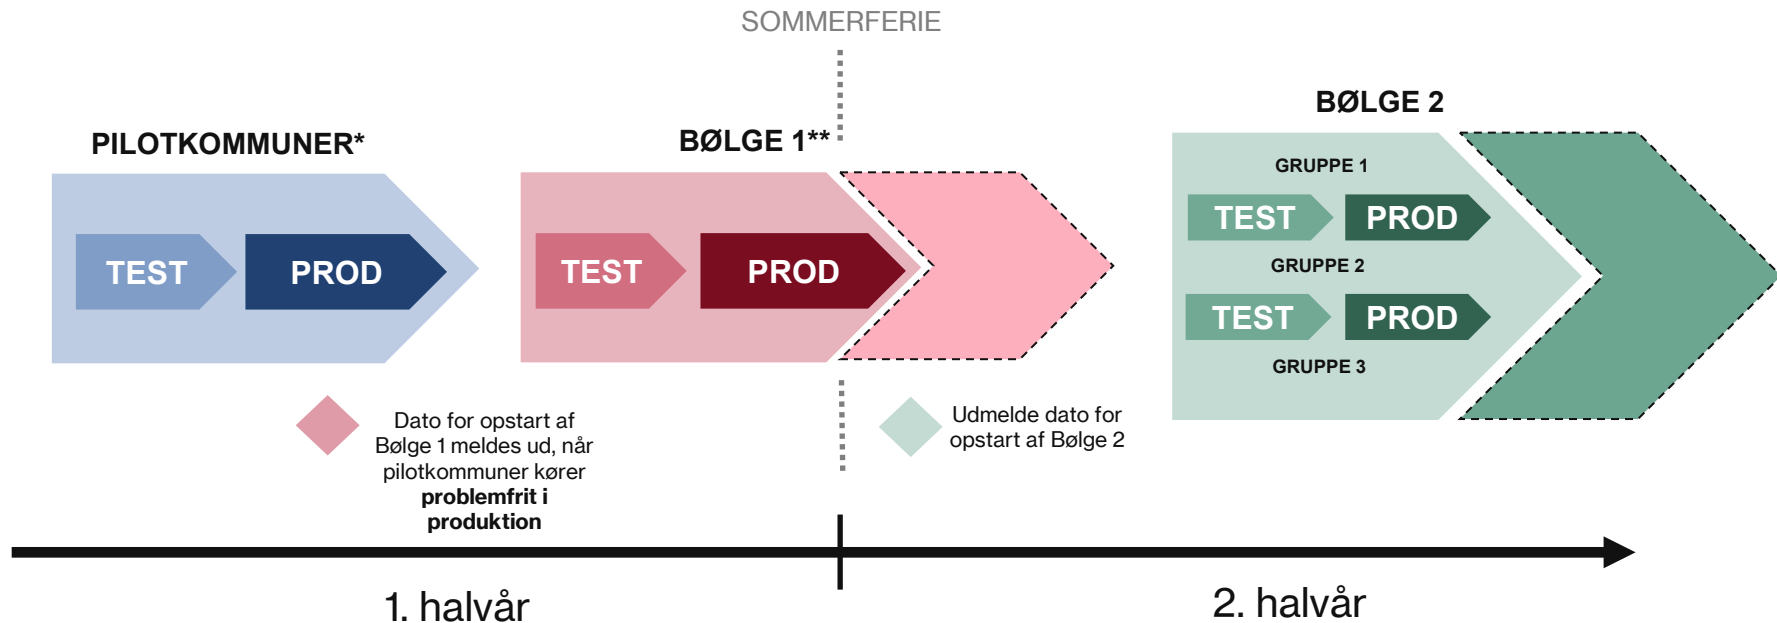 SOMMERFERIE
PILOTKOMMUNER*
TEST
PROD
BØLGE 1**
TEST
PROD
BØLGE 2
GRUPPE 1
TEST
PROD
GRUPPE 2
TEST
PROD
GRUPPE 3
Dato for opstart af
Bølge 1 meldes ud, når
pilotkommuner kører
problemfrit i
produktion
Udmelde dato for
opstart af Bølge 2
1. halvår
2. halvår